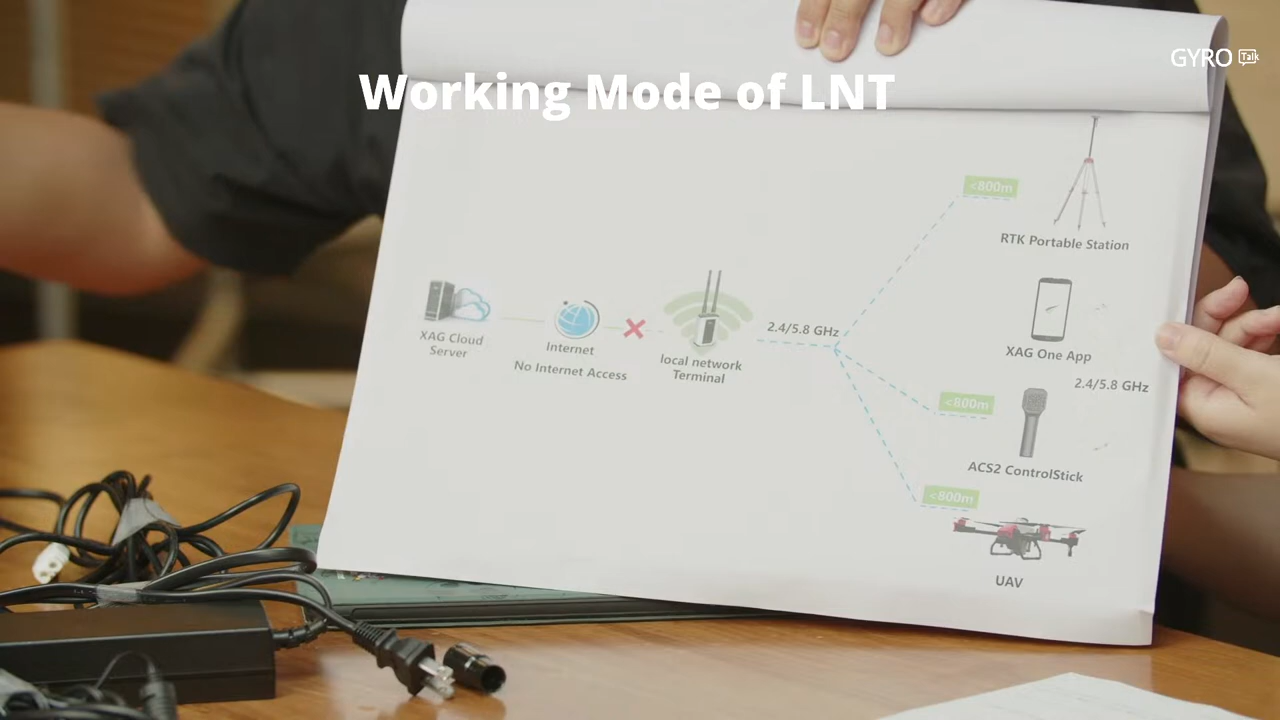 GYRO Talk
Working Mode of LNT
<800m
RTK Portable Station
XAG Cloud
Server
Internet
No Internet Access
local network
Terminal
2.4/5.8 GHz
XAG One App
2.4/5.8 GHz
<800m
ACS2 ControlStick
<800m
UAV